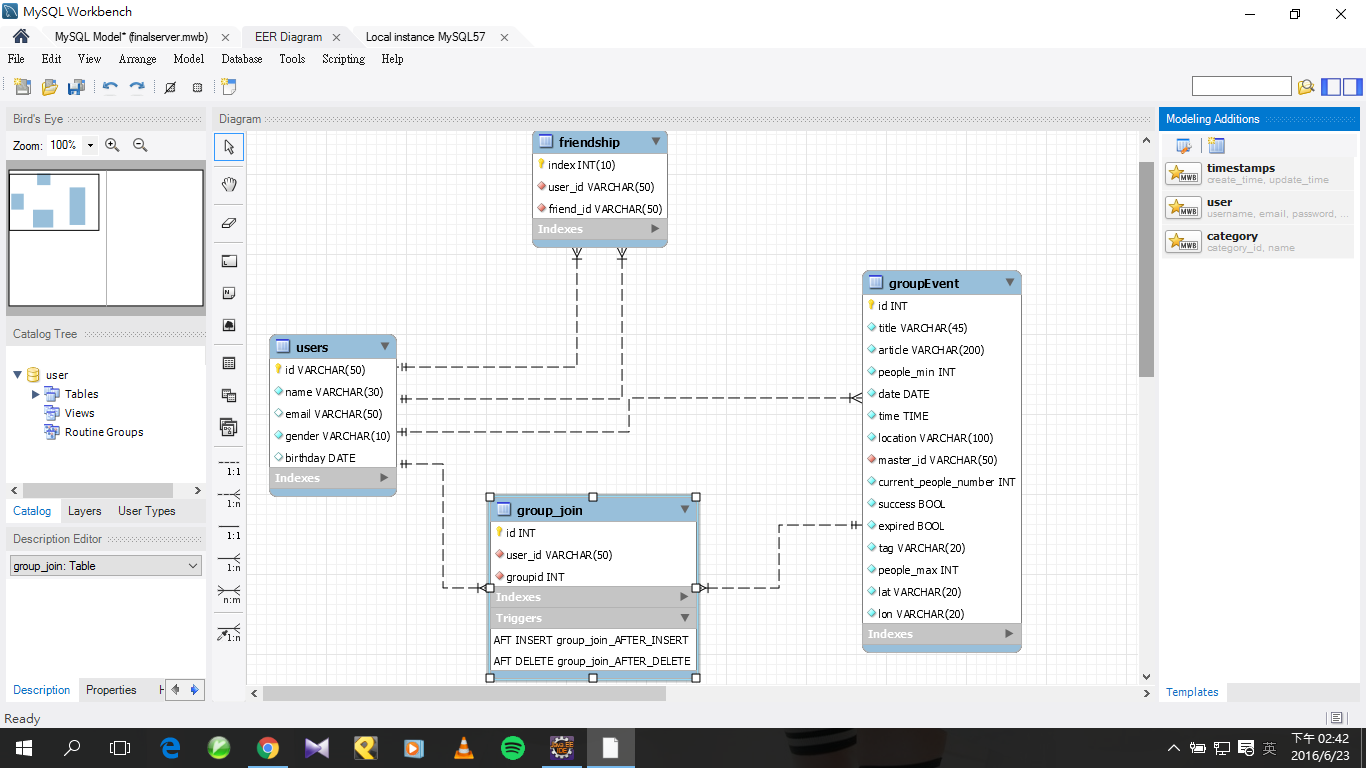 MySQL Workbench
MySQL Model* (finalserver.mwb)
EER Diagram
Local instance MySQL57
File Edit View Arrange Model Database Tools Scripting Help
Bird's Eye
Zoom: 100%
Catalog Tree
user
Tables
Views
Routine Groups
Catalog Layers User Types
Description Editor
group_join: Table
Description Properties H
Diagram
1:1
1:n
1:1
1:n
n:m
1:n
friendship
index INT(10)
user_id VARCHAR(50)
friend_id VARCHAR(50)
Indexes
users
id VARCHAR(50)
name VARCHAR(30)
email VARCHAR(50)
gender VARCHAR(10)
birthday DATE
Indexes
group_join
id INT
user_id VARCHAR(50)
groupid INT
Indexes
Triggers
AFT INSERT group_join_AFTER_INSERT
AFT DELETE group_join_AFTER_DELETE
groupEvent
id INT
title VARCHAR(45)
article VARCHAR(200)
people_min INT
date DATE
time TIME
location VARCHAR(100)
master_id VARCHAR(50)
current_people_number INT
success BOOL
expired BOOL
tag VARCHAR(20)
people_max INT
lat VARCHAR(20)
lon VARCHAR(20)
Indexes
Modeling Additions
MWB
timestamps
create_time, update_time
MWB
user
username, email, password, ...
MWB
category
category_id, name
Templates
Ready
JAVA EE
IDE
英
下午 02:42
2016/6/23